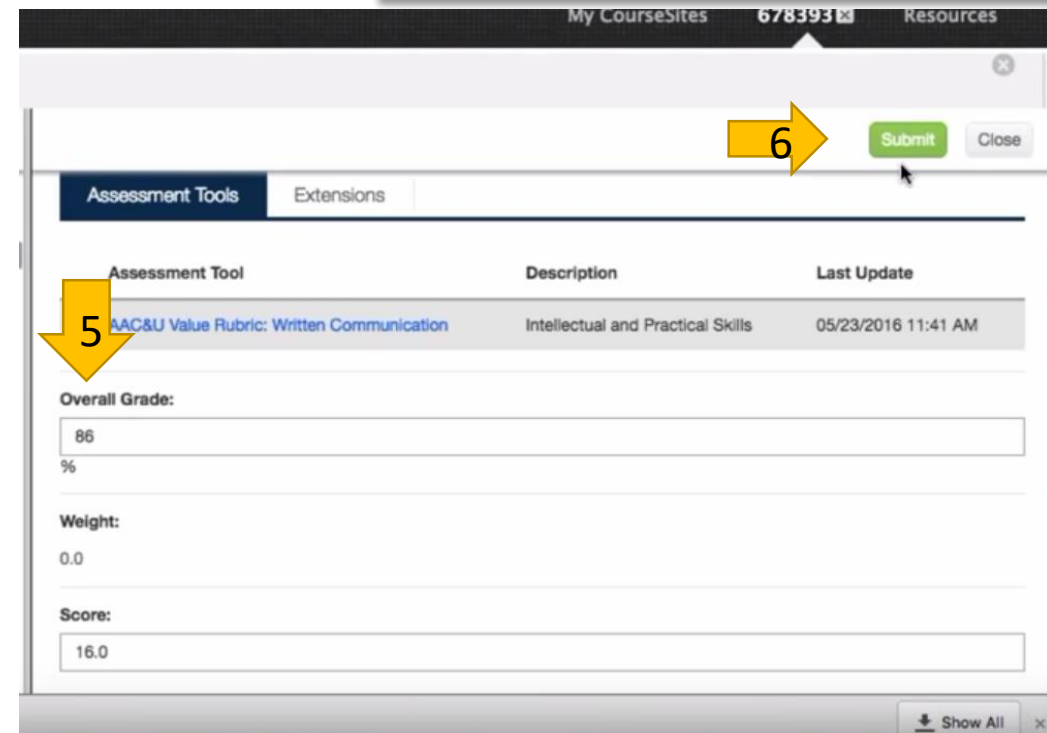 My CourseSites 678393 Resources
6
Submit Close
Assessment Tools Extensions
Assessment Tool Description Last Update
5
AAC&U Value Rubric: Written Communication Intellectual and Practical Skills 05/23/2016 11:41 AM
Overall Grade:
86
%
Weight:
0.0
Score:
16.0
Show All